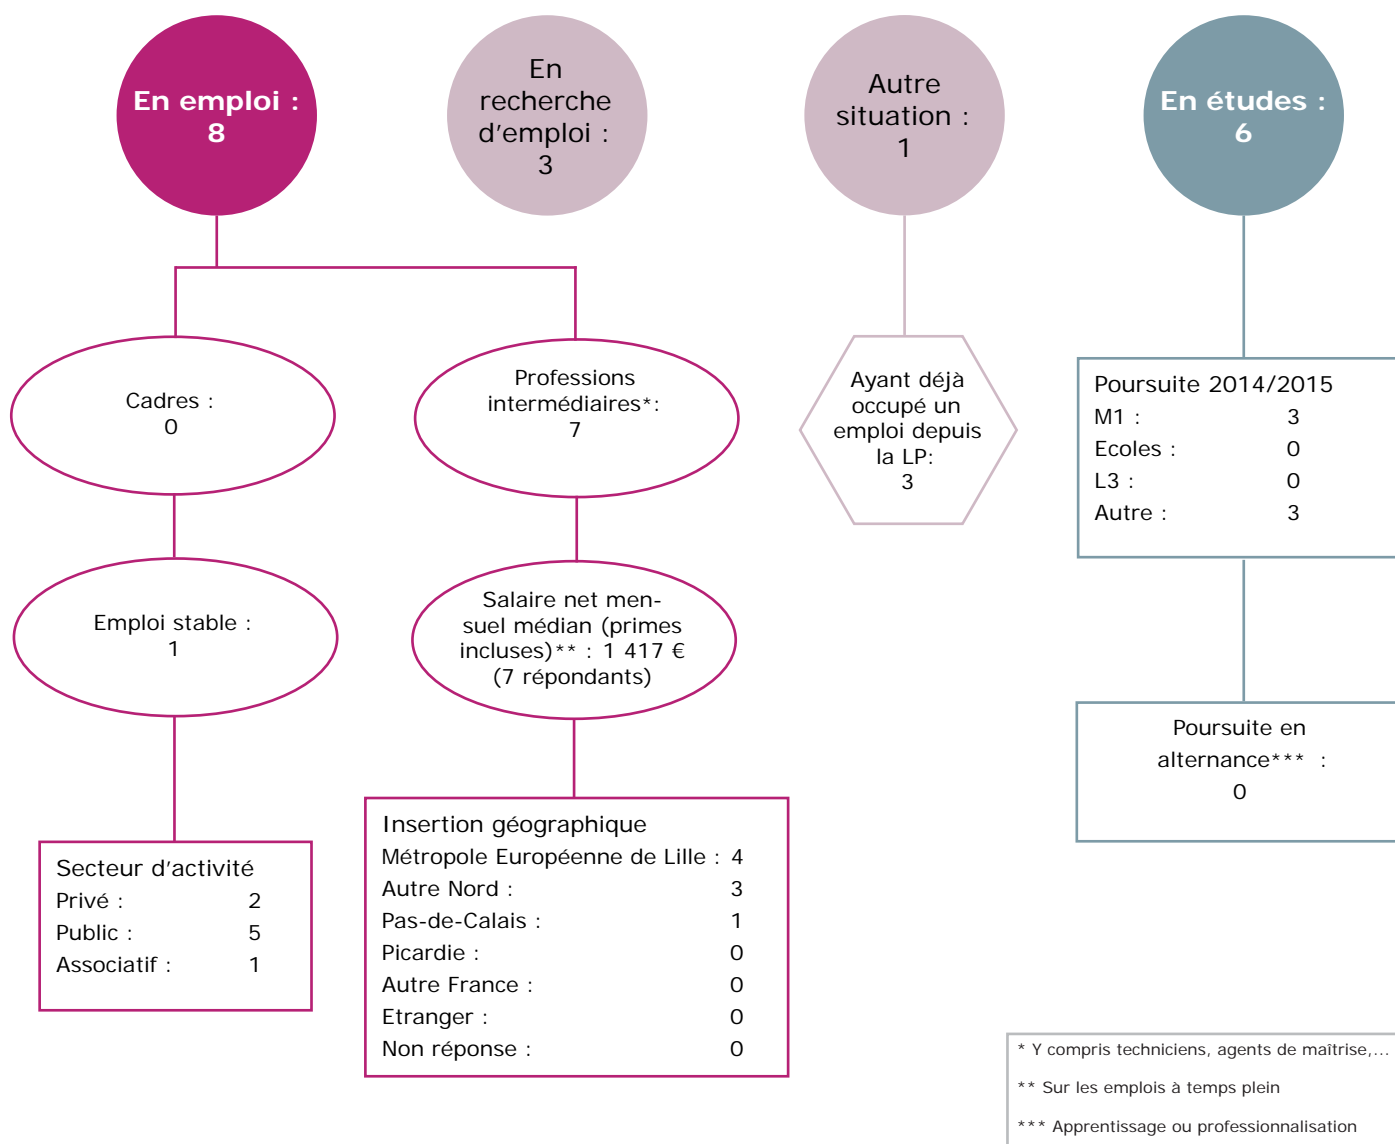 En emploi :
8
En
recherche
d'emploi :
3
Autre
situation :
1
En études :
6
Cadres :
0
Professions
intermédiaires*:
7
Ayant déjà
occupé un
emploi depuis
la LP:
3
Poursuite 2014/2015
M1 : 3
Ecoles : 0
L3 : 0
Autre : 3
Emploi stable :
1
Salaire net men-
suel médian (primes
incluses)** : 1 417 €
(7 répondants)
Poursuite en
alternance*** :
0
Secteur d'activité
Privé : 2
Public : 5
Associatif : 1
Insertion géographique
Métropole Européenne de Lille : 4
Autre Nord : 3
Pas-de-Calais : 1
Picardie : 0
Autre France : 0
Etranger : 0
Non réponse : 0
* Y compris techniciens, agents de maîtrise,...
** Sur les emplois à temps plein
*** Apprentissage ou professionnalisation